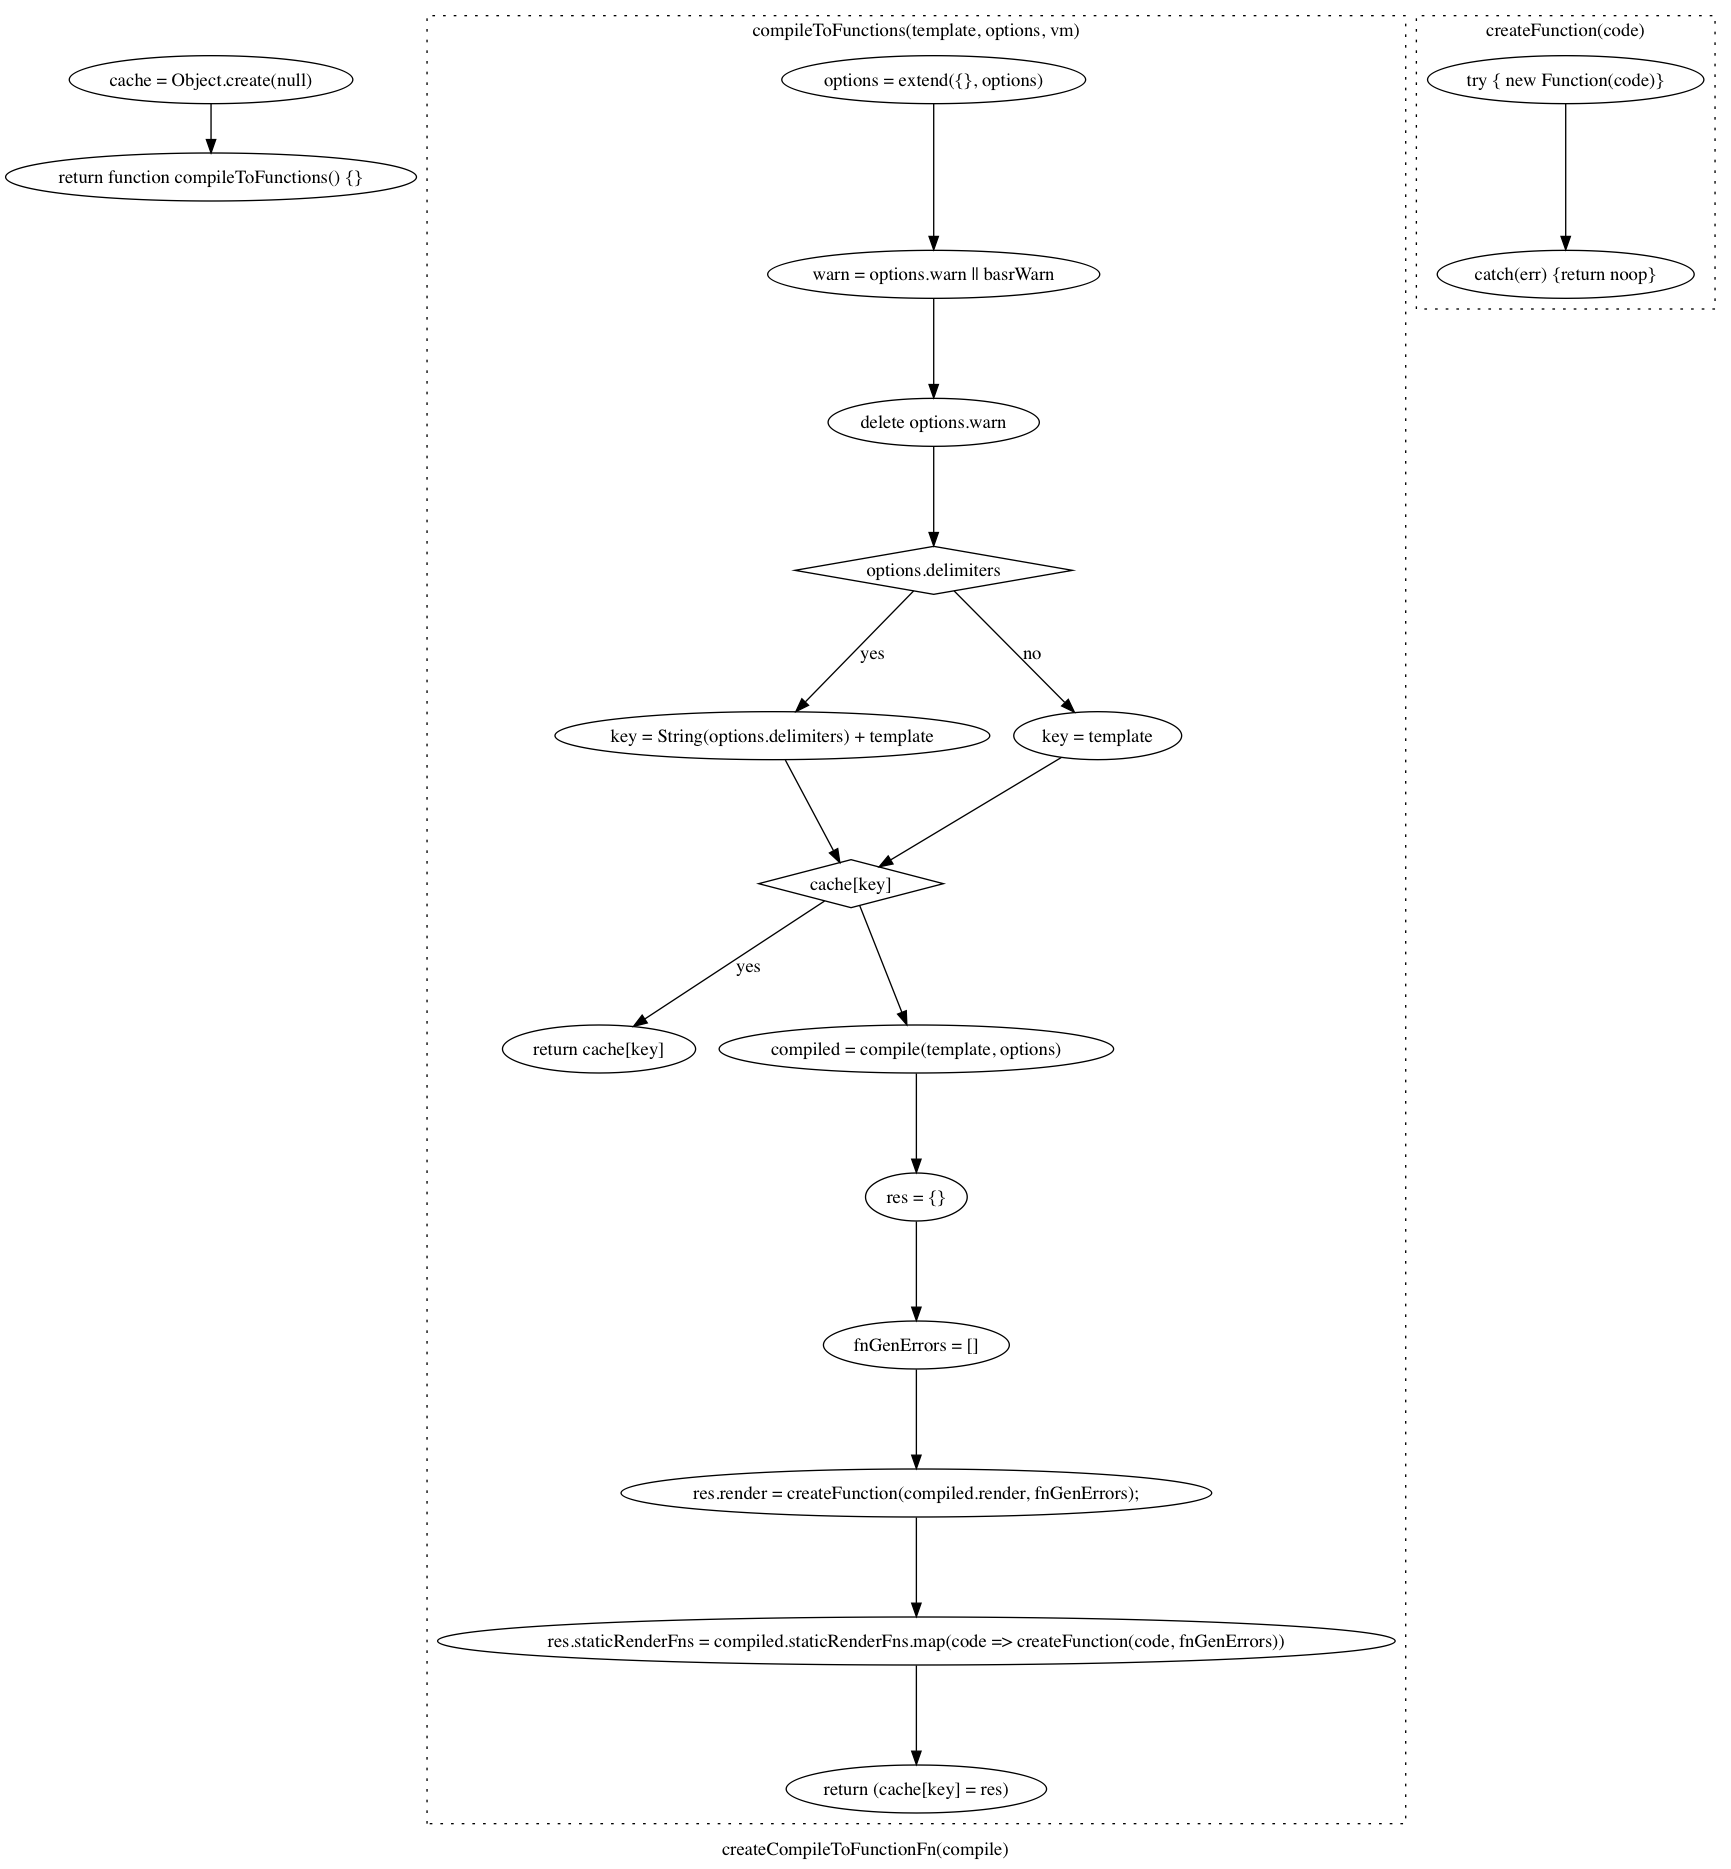 cache = Object.create(null)
return function compileToFunctions() {}
compileToFunctions(template, options, vm)
options = extend({}, options)
warn = options.warn || basrWarn
delete options.warn
options.delimiters
yes
no
key = String(options.delimiters) + template
key = template
cache[key]
yes
return cache[key]
compiled = compile(template, options)
res = {}
fnGenErrors = []
res.render = createFunction(compiled.render, fnGenErrors);
res.staticRenderFns = compiled.staticRenderFns.map(code => createFunction(code, fnGenErrors))
return (cache[key] = res)
createFunction(code)
try { new Function(code)}
catch(err) {return noop}
createCompileToFunctionFn(compile)